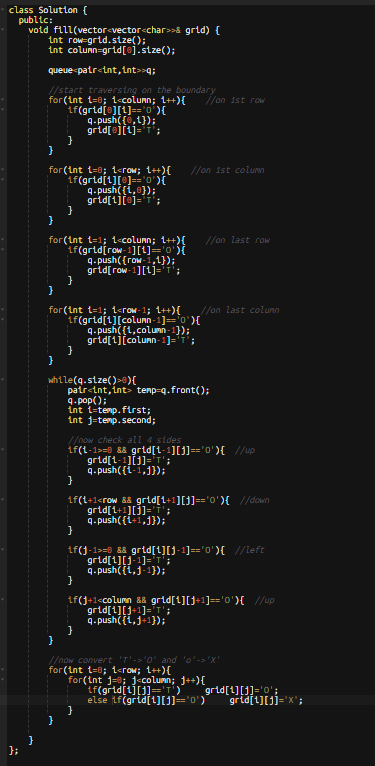 class Solution {
  public:
    void fill(vector<vector<char>>& grid) {
        int row=grid.size();
        int column=grid[0].size();

        queue<pair<int,int>>q;

        //start traversing on the boundary
        for(int i=0; i<column; i++){    //on 1st row
            if(grid[0][i]=='O'){
                q.push({0,i});
                grid[0][i]='T';
            }
        }

        for(int i=0; i<row; i++){    //on 1st column
            if(grid[i][0]=='O'){
                q.push({i,0});
                grid[i][0]='T';
            }
        }

        for(int i=1; i<column; i++){    //on last row
            if(grid[row-1][i]=='O'){
                q.push({row-1,i});
                grid[row-1][i]='T';
            }
        }

        for(int i=1; i<row-1; i++){    //on last column
            if(grid[i][column-1]=='O'){
                q.push({i,column-1});
                grid[i][column-1]='T';
            }
        }

        while(q.size()>0){
            pair<int,int> temp=q.front();
            q.pop();
            int i=temp.first;
            int j=temp.second;

            //now check all 4 sides
            if(i-1>=0 && grid[i-1][j]=='O'){  //up
                grid[i-1][j]='T';
                q.push({i-1,j});
            }

            if(i+1<row && grid[i+1][j]=='O'){  //down
                grid[i+1][j]='T';
                q.push({i+1,j});
            }

            if(j-1>=0 && grid[i][j-1]=='O'){  //left
                grid[i][j-1]='T';
                q.push({i,j-1});
            }

            if(j+1<column && grid[i][j+1]=='O'){  //up
                grid[i][j+1]='T';
                q.push({i,j+1});
            }
        }

        //now convert 'T'->'O' and 'o'->'X'
        for(int i=0; i<row; i++){
            for(int j=0; j<column; j++){
                if(grid[i][j]=='T')    grid[i][j]='O';
                else if(grid[i][j]=='O')    grid[i][j]='X';
            }
        }

    }
};